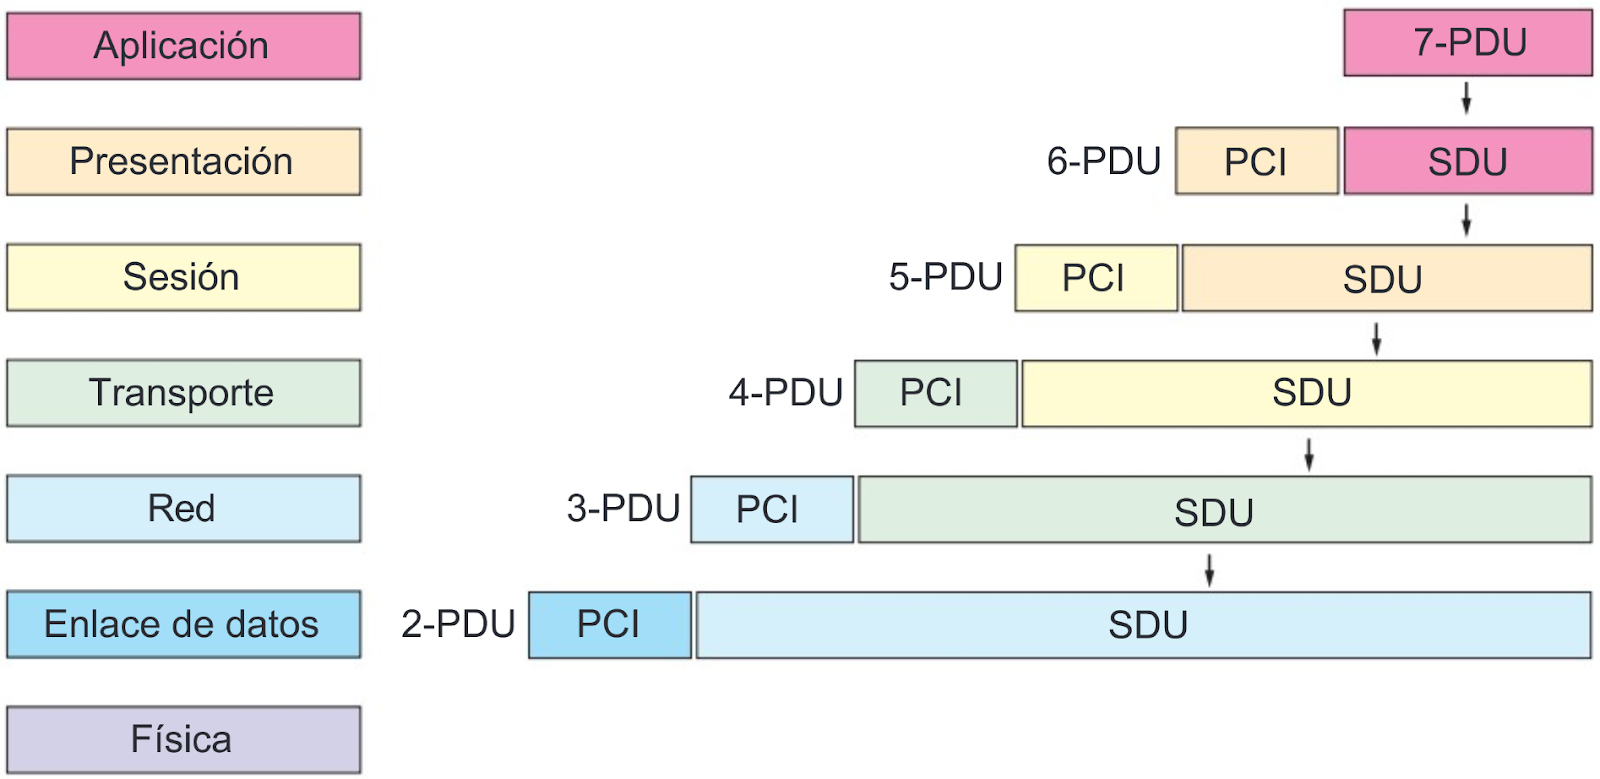 Aplicación
7-PDU
Presentación
6-PDU PCI SDU
Sesión
5-PDU PCI SDU
Transporte
4-PDU PCI SDU
Red
3-PDU PCI SDU
Enlace de datos
2-PDU PCI SDU
Física